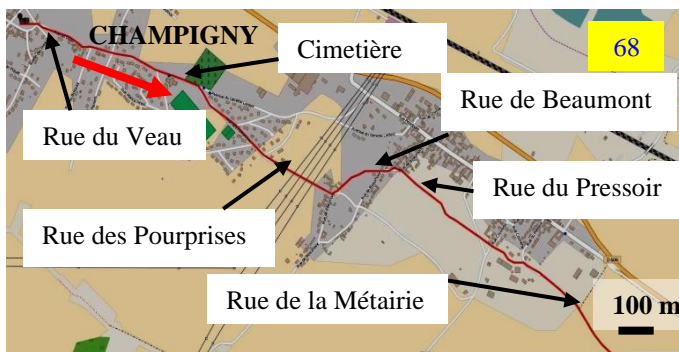 CHAMPIGNY
Cimetière
68
Rue du Veau
Rue de Beaumont
Rue des Pourprises
Rue du Pressoir
Rue de la Métairie
100 m